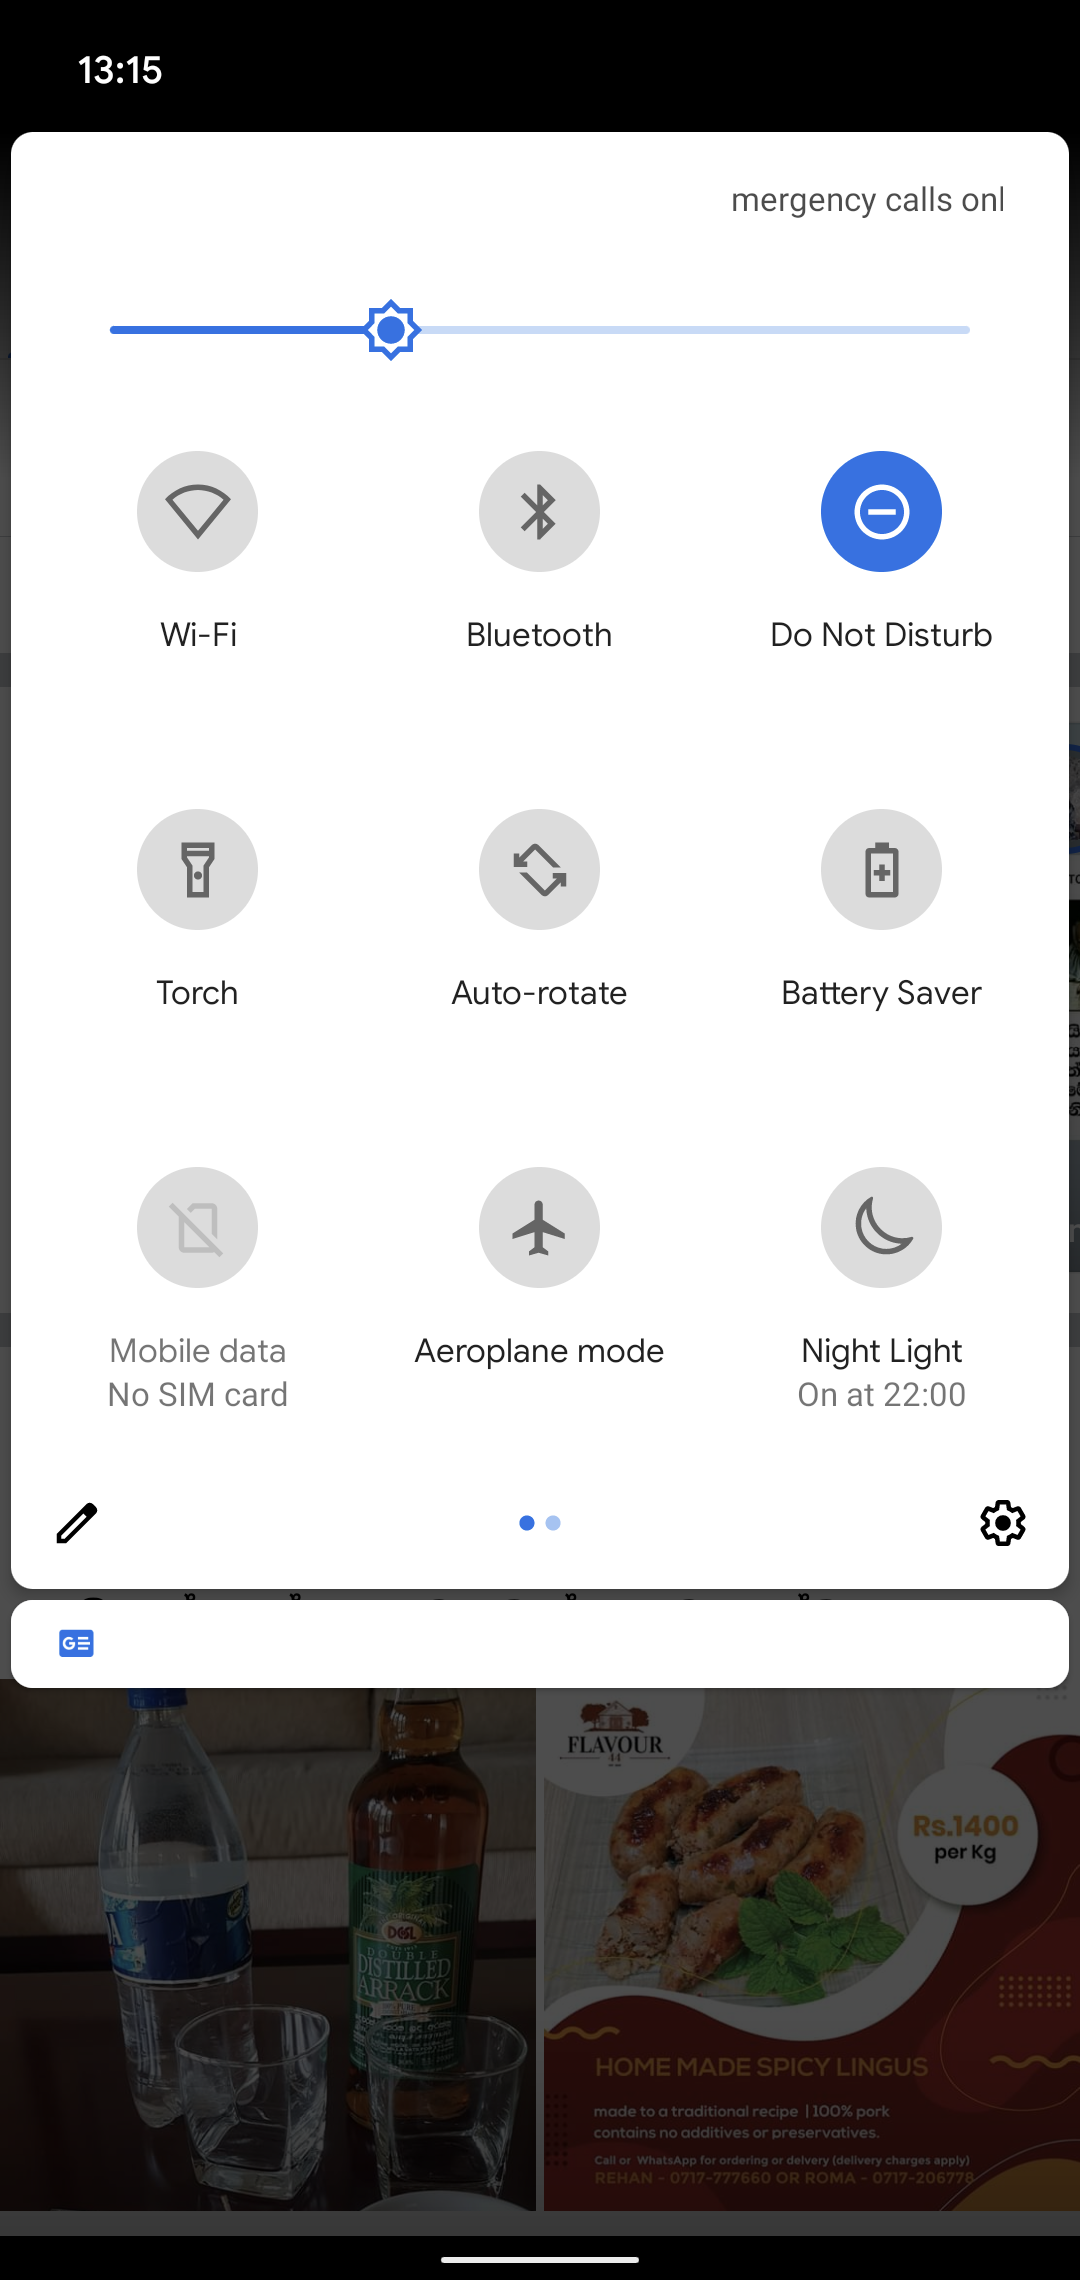 13:15
mergency calls onl
Wi-Fi
Bluetooth
Do Not Disturb
Torch
Auto-rotate
Battery Saver
Mobile data
No SIM card
Aeroplane mode
Night Light
On at 22:00
GE
FLAVOUR
44
Rs.1400
per Kg
DCSL
DOUBLE
DISTILLED
ARRACK
HOME MADE SPICY LINGUS
made to a traditional recipe | 100% pork
contains no additives or preservatives.
Call or WhatsApp for ordering or delivery (delivery charges apply)
REHAN - 0717-777660 OR ROMA - 0717-206778